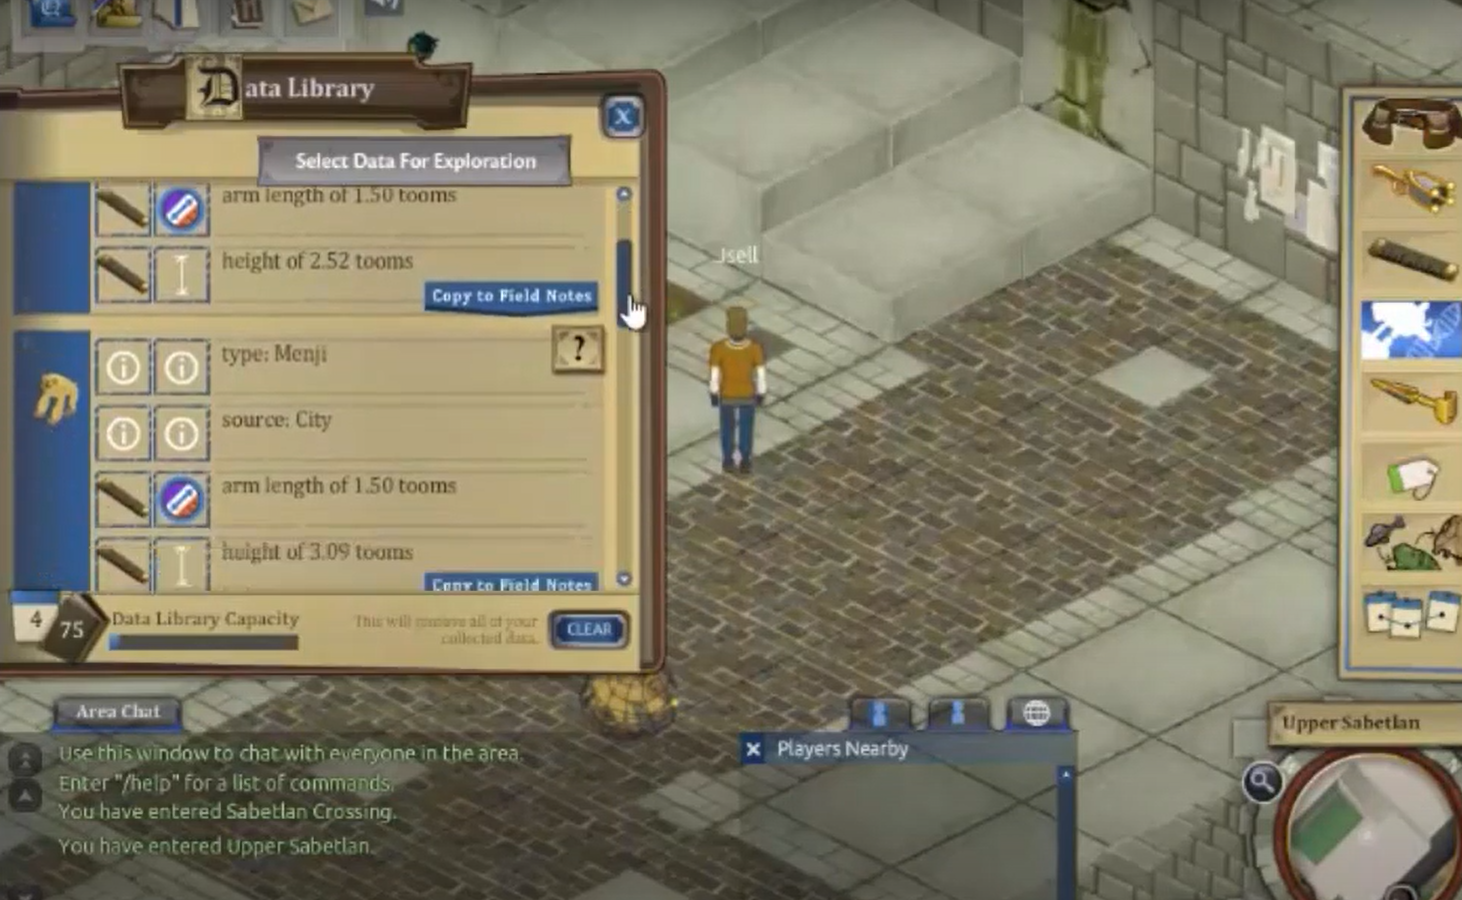 Data Library
X
Select Data For Exploration
arm length of 1.50 tooms
height of 2.52 tooms
Copy to Field Notes
type: Menji
?
source: City
arm length of 1.50 tooms
height of 3.09 tooms
Copy to Field Notes
4
75
Data Library Capacity
This will remove all of your
collected data.
CLEAR
Jsell
Area Chat
Use this window to chat with everyone in the area.
Enter "/help" for a list of commands.
You have entered Sabetlan Crossing.
You have entered Upper Sabetlan.
Players Nearby
Upper Sabetlan